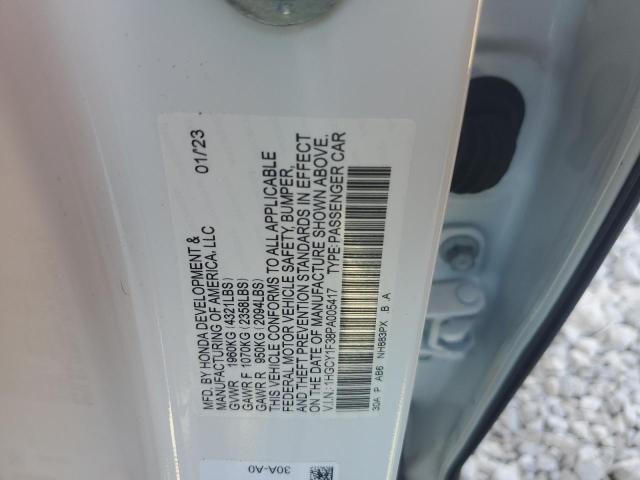 MFD. BY HONDA DEVELOPMENT & 01/'23
MANUFACTURING OF AMERICA, LLC
GVWR 1960KG (4321LBS)
GAWR F 1070KG (2358LBS)
GAWR R 950KG (2094LBS)
THIS VEHICLE CONFORMS TO ALL APPLICABLE
FEDERAL MOTOR VEHICLE SAFETY, BUMPER,
AND THEFT PREVENTION STANDARDS IN EFFECT
ON THE DATE OF MANUFACTURE SHOWN ABOVE.
V.I.N.: 1HGCY1F38PA005417 TYPE-PASSENGER CAR
30A P AB6 NH883PX .B .A
30A-A0